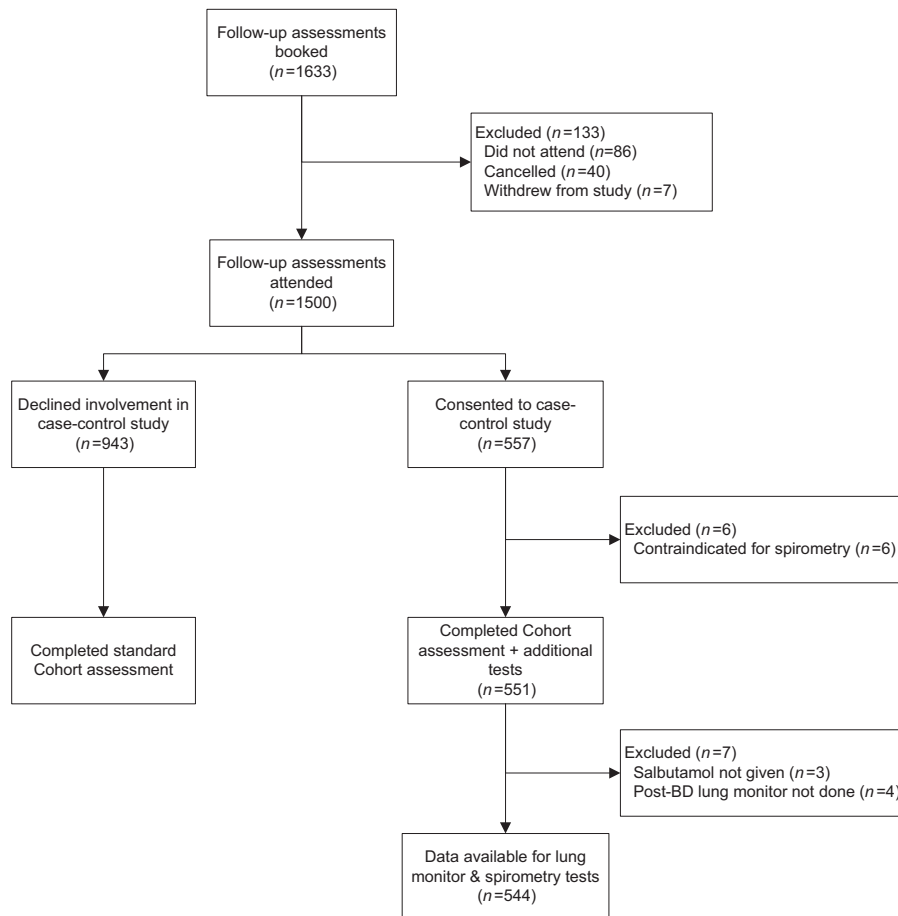 Follow-up assessments
booked
(n=1633)
Excluded (n=133)
Did not attend (n=86)
Cancelled (n=40)
Withdrew from study (n=7)
Follow-up assessments
attended
(n=1500)
Declined involvement in
case-control study
(n=943)
Consented to case-
control study
(n=557)
Excluded (n=6)
Contraindicated for spirometry (n=6)
Completed standard
Cohort assessment
Completed Cohort
assessment + additional
tests
(n=551)
Excluded (n=7)
Salbutamol not given (n=3)
Post-BD lung monitor not done (n=4)
Data available for lung
monitor & spirometry tests
(n=544)